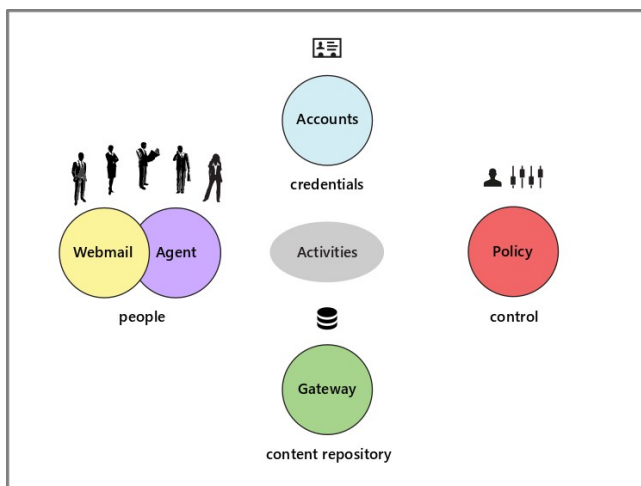 Accounts
credentials
Webmail
Agent
people
Activities
Policy
control
Gateway
content repository